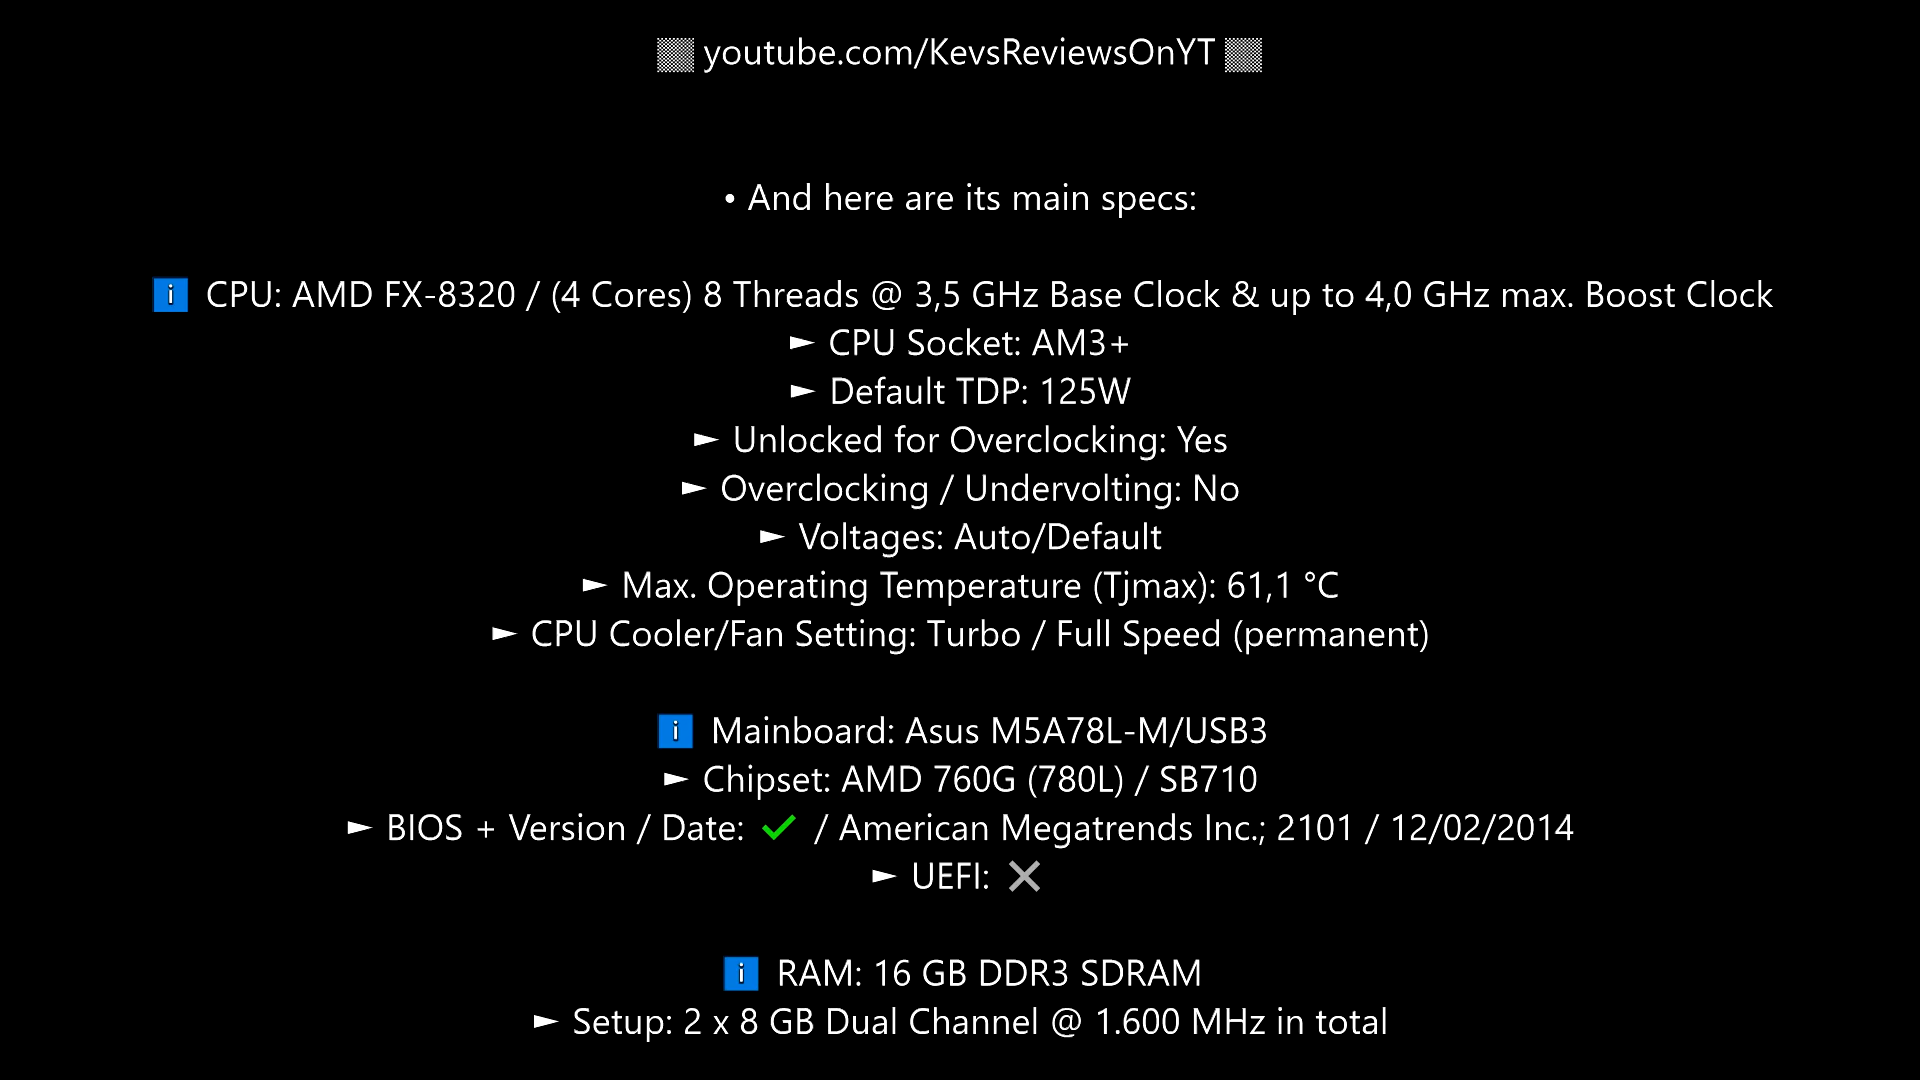 ▒▒ youtube.com/KevsReviewsOnYT ▒▒
• And here are its main specs:
ℹ️ CPU: AMD FX-8320 / (4 Cores) 8 Threads @ 3,5 GHz Base Clock & up to 4,0 GHz max. Boost Clock
► CPU Socket: AM3+
► Default TDP: 125W
► Unlocked for Overclocking: Yes
► Overclocking / Undervolting: No
► Voltages: Auto/Default
► Max. Operating Temperature (Tjmax): 61,1 °C
► CPU Cooler/Fan Setting: Turbo / Full Speed (permanent)
ℹ️ Mainboard: Asus M5A78L-M/USB3
► Chipset: AMD 760G (780L) / SB710
► BIOS + Version / Date: ✔ / American Megatrends Inc.; 2101 / 12/02/2014
► UEFI: ✖
ℹ️ RAM: 16 GB DDR3 SDRAM
► Setup: 2 x 8 GB Dual Channel @ 1.600 MHz in total